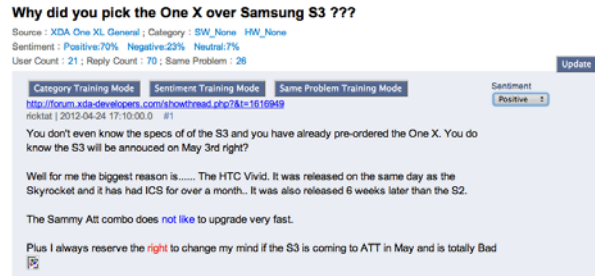 Why did you pick the One X over Samsung S3 ???
Source : XDA One XL General ; Category : SW_None HW_None
Sentiment : Positive:70% Negative:23% Neutral:7%
User Count : 21 ; Reply Count : 70 ; Same Problem : 26
Update
Category Training Mode Sentiment Training Mode Same Problem Training Mode
Sentiment
Positive
http://forum.xda-developers.com/showthread.php?&t=1616949
ricktat | 2012-04-24 17:10:00.0 #1
You don't even know the specs of of the S3 and you have already pre-ordered the One X. You do
know the S3 will be annouced on May 3rd right?
Well for me the biggest reason is...... The HTC Vivid. It was released on the same day as the
Skyrocket and it has had ICS for over a month.. It was also released 6 weeks later than the S2.
The Sammy Att combo does not like to upgrade very fast.
Plus I always reserve the right to change my mind if the S3 is coming to ATT in May and is totally Bad